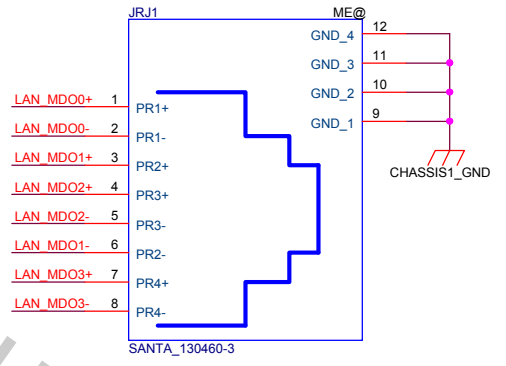 JRJ1 ME@
GND_4 12
GND_3 11
GND_2 10
GND_1 9
CHASSIS1_GND
LAN_MDO0+ 1 PR1+
LAN_MDO0- 2 PR1-
LAN_MDO1+ 3 PR2+
LAN_MDO2+ 4 PR3+
LAN_MDO2- 5 PR3-
LAN_MDO1- 6 PR2-
LAN_MDO3+ 7 PR4+
LAN_MDO3- 8 PR4-
SANTA_130460-3